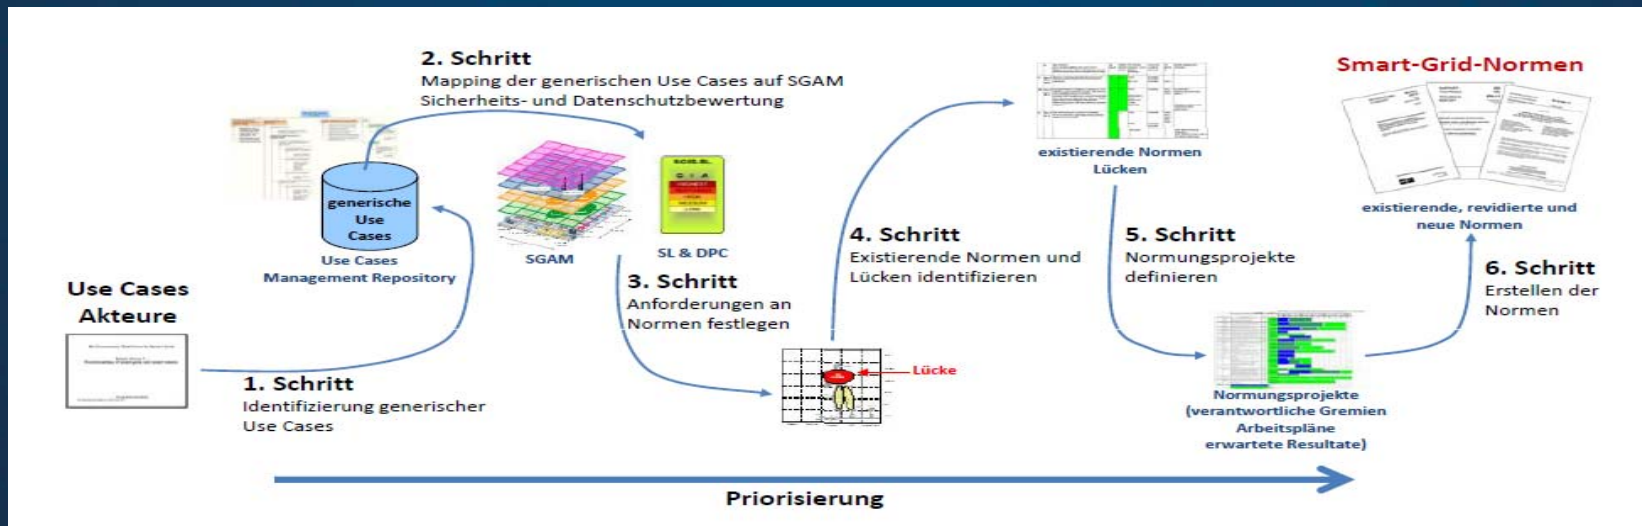 2. Schritt
Mapping der generischen Use Cases auf SGAM
Sicherheits- und Datenschutzbewertung
Smart-Grid-Normen
existierende Normen
Lücken
generische
Use
Cases
Use Cases
Management Repository
SGAM
SL & DPC
existierende, revidierte und
neue Normen
Use Cases
Akteure
1. Schritt
Identifizierung generischer
Use Cases
3. Schritt
Anforderungen an
Normen festlegen
Lücke
4. Schritt
Existierende Normen und
Lücken identifizieren
5. Schritt
Normungsprojekte
definieren
6. Schritt
Erstellen der
Normen
Normungsprojekte
(verantwortliche Gremien
Arbeitspläne
erwartete Resultate)
Priorisierung